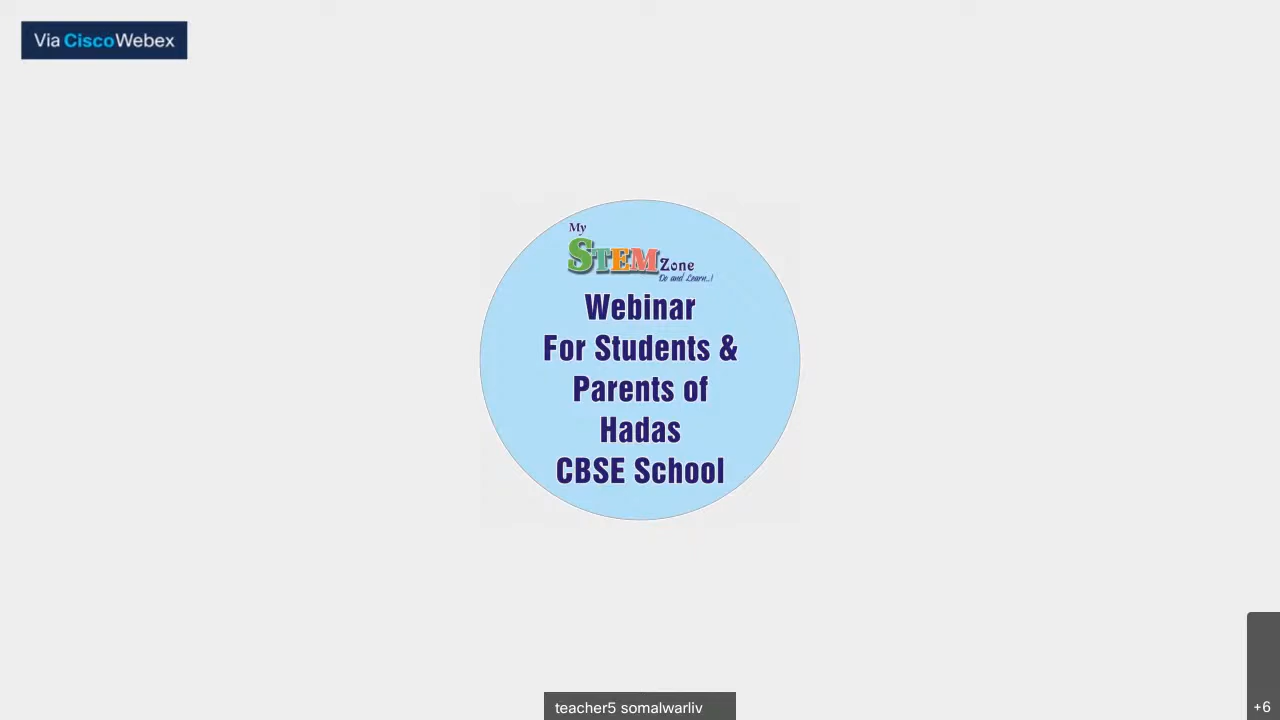 Via CiscoWebex
My
STEM Zone
Do and Learn..!
Webinar
For Students &
Parents of
Hadas
CBSE School
teacher5 somalwarliv
+6